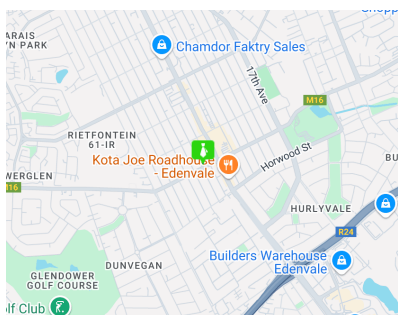 ARAIS
N PARK
Chamdor Faktry Sales
17th Ave
M16
RIETFONTEIN
61-IR
Kota Joe Roadhouse
- Edenvale
Horwood St
WERGLEN
M16
HURLYVALE
R24
Builders Warehouse
Edenvale
DUNVEGAN
GLENDOWER
GOLF COURSE
lf Club